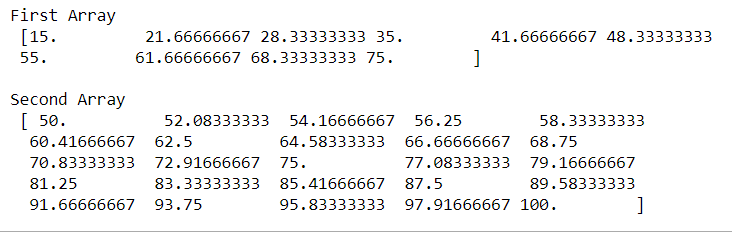 First Array
[15. 21.66666667 28.33333333 35. 41.66666667 48.33333333
55. 61.66666667 68.33333333 75. ]
Second Array
[ 50. 52.08333333 54.16666667 56.25 58.33333333
60.41666667 62.5 64.58333333 66.66666667 68.75
70.83333333 72.91666667 75. 77.08333333 79.16666667
81.25 83.33333333 85.41666667 87.5 89.58333333
91.66666667 93.75 95.83333333 97.91666667 100. ]